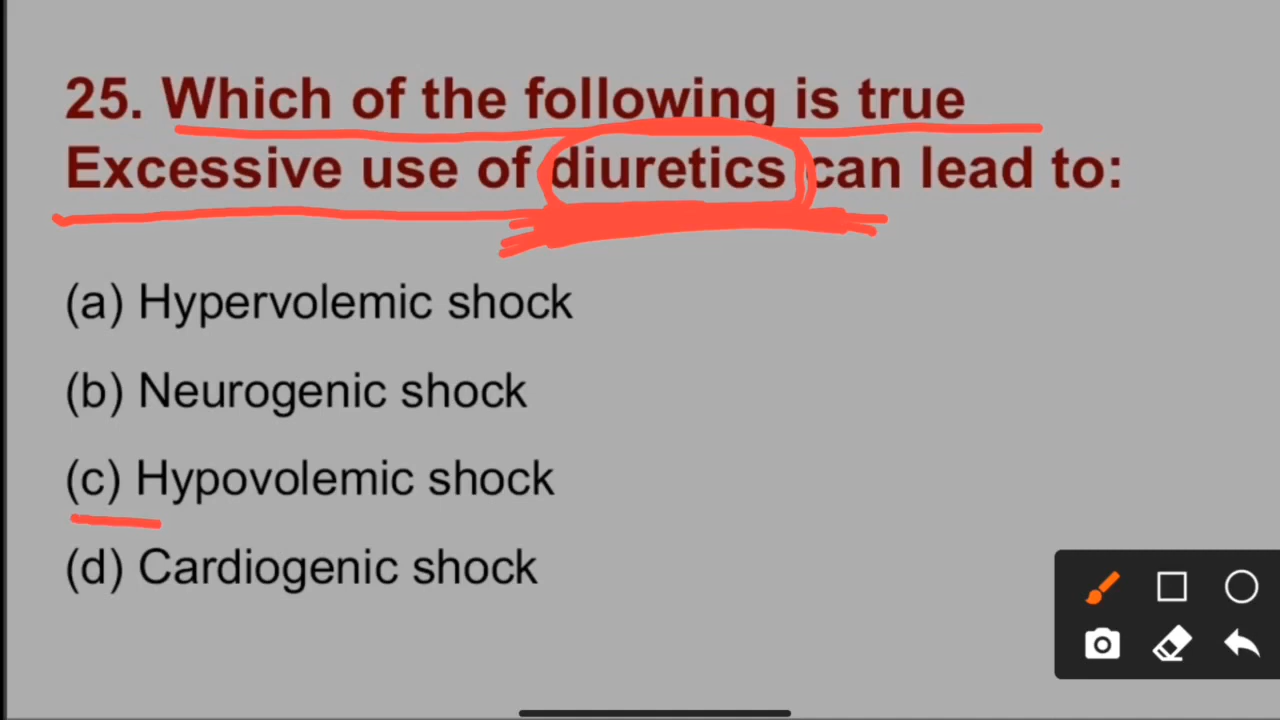 25. Which of the following is true
Excessive use of diuretics can lead to:
(a) Hypervolemic shock
(b) Neurogenic shock
(c) Hypovolemic shock
(d) Cardiogenic shock